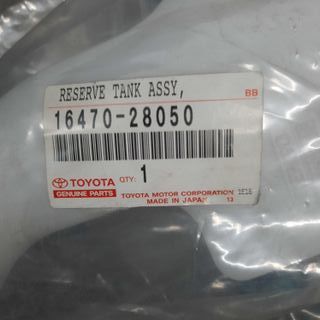 RESERVE TANK ASSY,
BB
16470-28050
TOYOTA
GENUINE PARTS
QTY: 1
TOYOTA MOTOR CORPORATION
MADE IN JAPAN 13